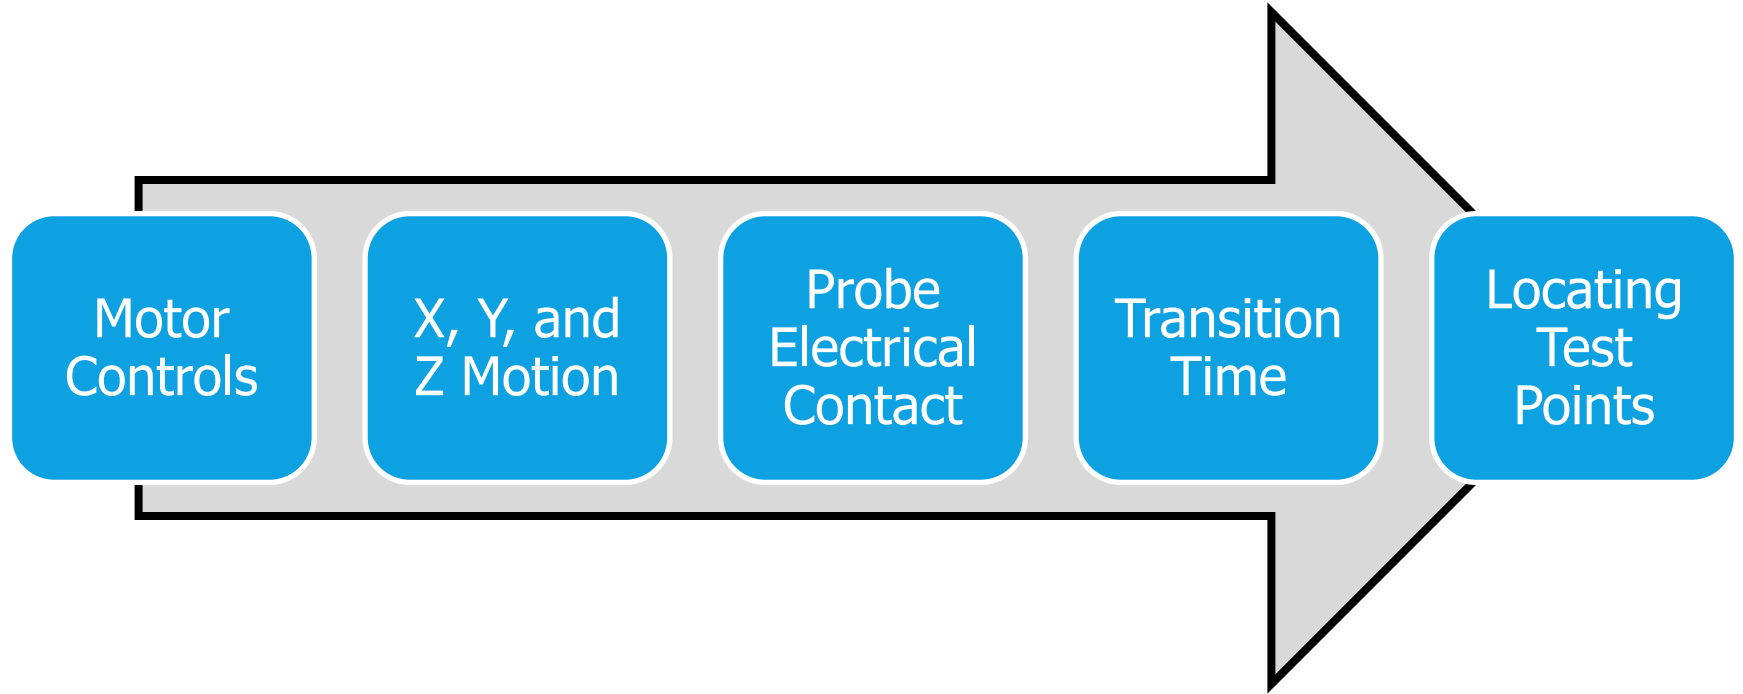 Motor
Controls
X, Y, and
Z Motion
Probe
Electrical
Contact
Transition
Time
Locating
Test
Points